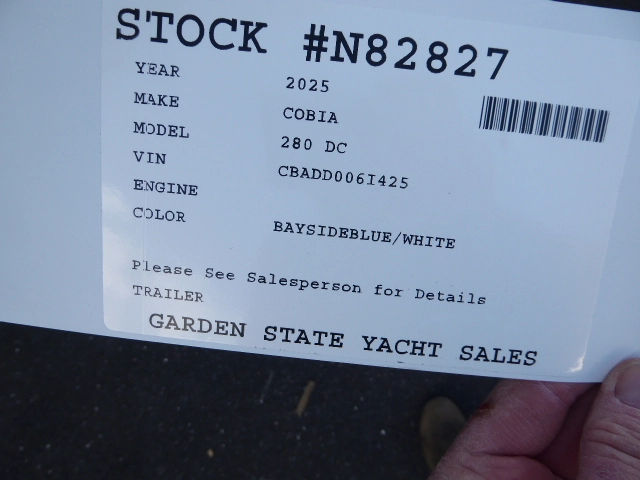 STOCK #N82827
YEAR 2025
MAKE COBIA
MODEL 280 DC
VIN CBADD006I425
ENGINE
COLOR BAYSIDEBLUE/WHITE
Please See Salesperson for Details
TRAILER
GARDEN STATE YACHT SALES